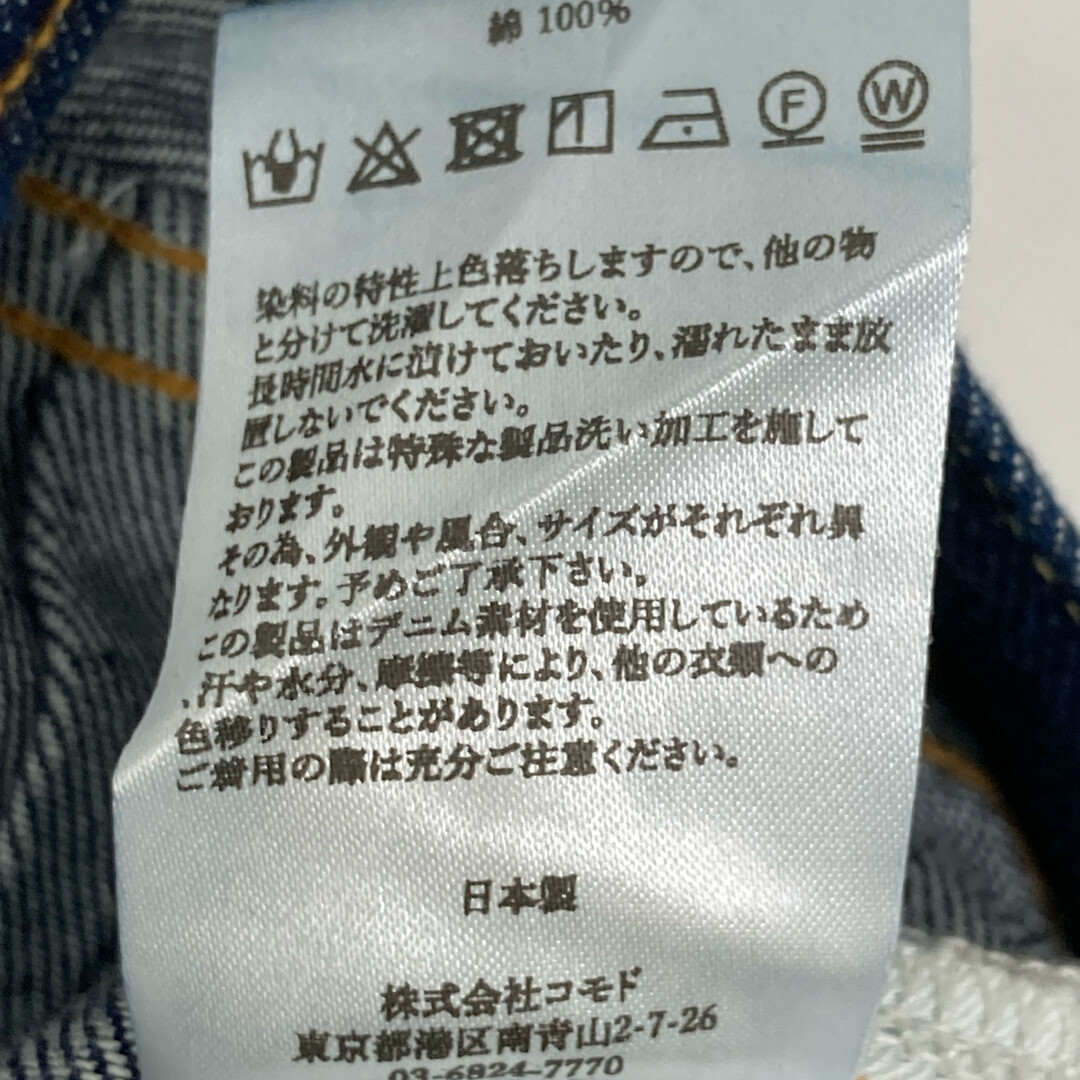 綿 100%
F W
染料の特性上色落ちしますので、他の物
と分けて洗濯してください。
長時間水に漬けておいたり、濡れたまま放
置しないでください。
この製品は特殊な製品洗い加工を施して
おります。
その為、外観や風合、サイズがそれぞれ異
なります。予めご了承下さい。
この製品はデニム素材を使用しているため
、汗や水分、摩擦等により、他の衣類への
色移りすることがあります。
ご着用の際は充分ご注意ください。
日本製
株式会社コモド
東京都港区南青山2-7-26
03-6824-7770